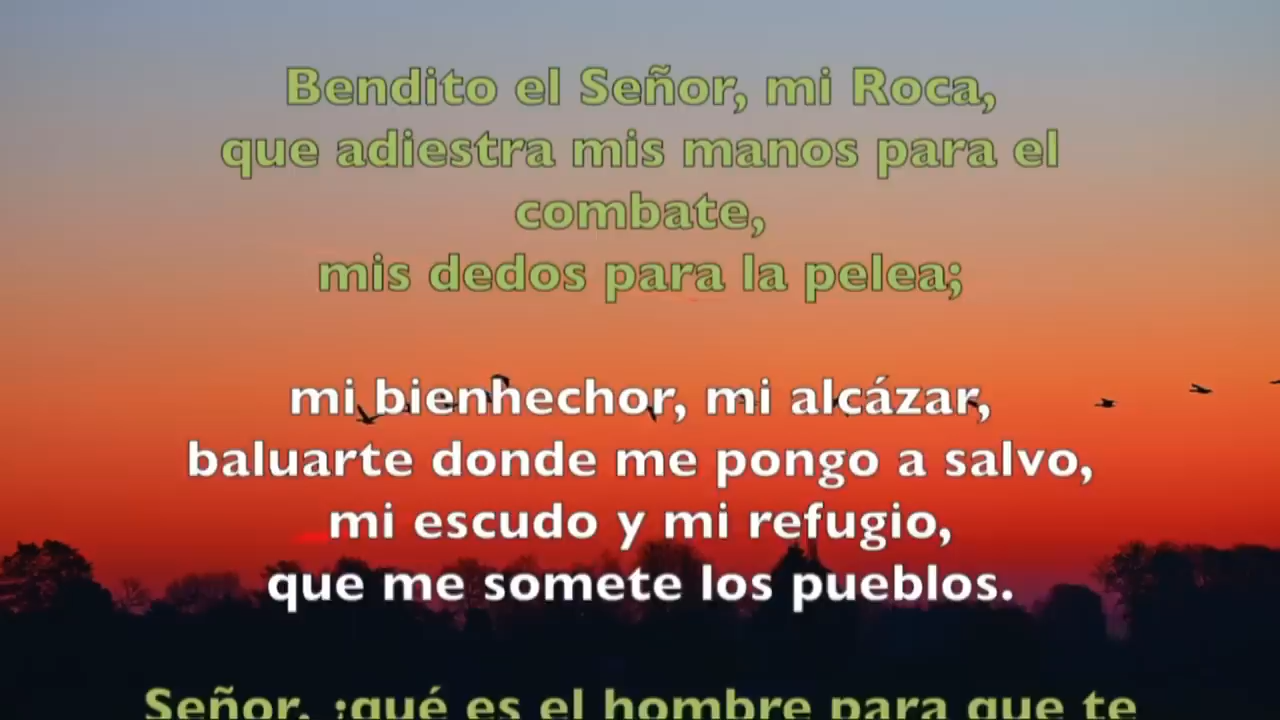 Bendito el Señor, mi Roca,
que adiestra mis manos para el
combate,
mis dedos para la pelea;
mi bienhechor, mi alcázar,
baluarte donde me pongo a salvo,
mi escudo y mi refugio,
que me somete los pueblos.
Señor, ¿qué es el hombre para que te